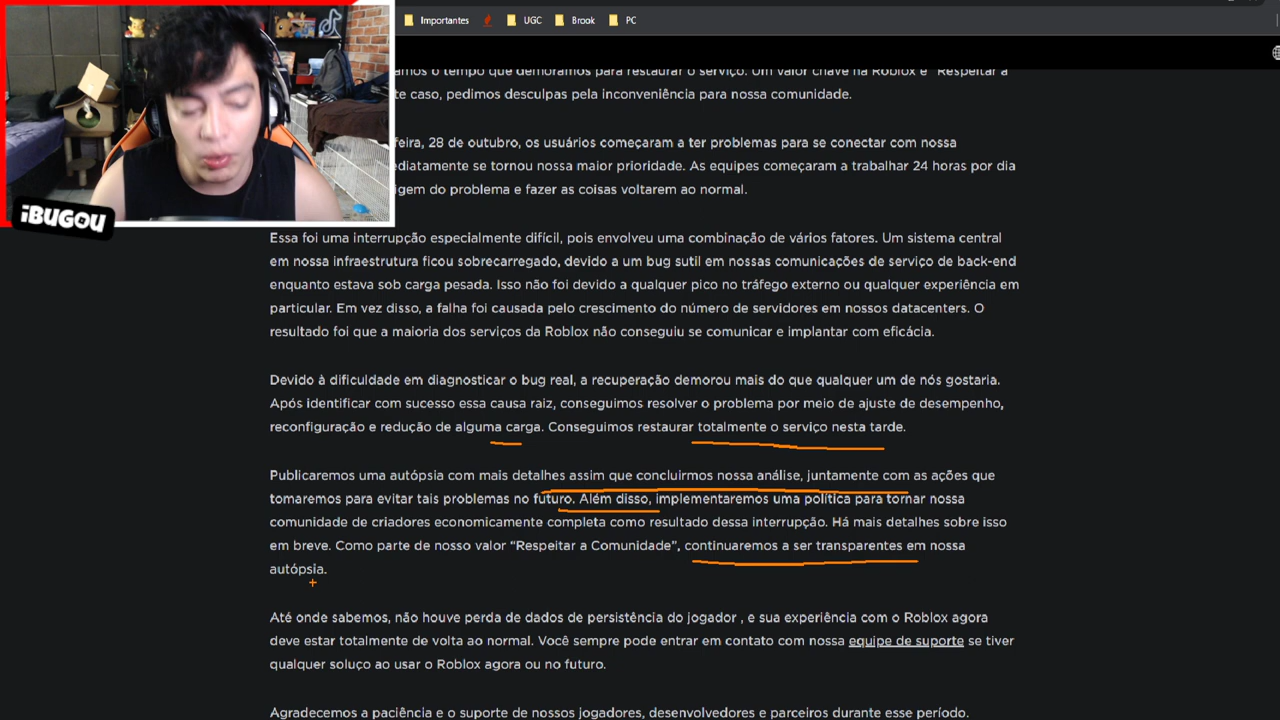 Importantes
UGC
Brook
PC
amos o tempo que demoramos para restaurar o serviço. Um valor chave na Roblox é "Respeitar a
te caso, pedimos desculpas pela inconveniência para nossa comunidade.
feira, 28 de outubro, os usuários começaram a ter problemas para se conectar com nossa
ediatamente se tornou nossa maior prioridade. As equipes começaram a trabalhar 24 horas por dia
igem do problema e fazer as coisas voltarem ao normal.
iBUGOU
Essa foi uma interrupção especialmente difícil, pois envolveu uma combinação de vários fatores. Um sistema central
em nossa infraestrutura ficou sobrecarregado, devido a um bug sutil em nossas comunicações de serviço de back-end
enquanto estava sob carga pesada. Isso não foi devido a qualquer pico no tráfego externo ou qualquer experiência em
particular. Em vez disso, a falha foi causada pelo crescimento do número de servidores em nossos datacenters. O
resultado foi que a maioria dos serviços da Roblox não conseguiu se comunicar e implantar com eficácia.
Devido à dificuldade em diagnosticar o bug real, a recuperação demorou mais do que qualquer um de nós gostaria.
Após identificar com sucesso essa causa raiz, conseguimos resolver o problema por meio de ajuste de desempenho,
reconfiguração e redução de alguma carga. Conseguimos restaurar totalmente o serviço nesta tarde.
Publicaremos uma autópsia com mais detalhes assim que concluirmos nossa análise, juntamente com as ações que
tomaremos para evitar tais problemas no futuro. Além disso, implementaremos uma política para tornar nossa
comunidade de criadores economicamente completa como resultado dessa interrupção. Há mais detalhes sobre isso
em breve. Como parte de nosso valor “Respeitar a Comunidade”, continuaremos a ser transparentes em nossa
autópsia.
Até onde sabemos, não houve perda de dados de persistência do jogador , e sua experiência com o Roblox agora
deve estar totalmente de volta ao normal. Você sempre pode entrar em contato com nossa equipe de suporte se tiver
qualquer soluço ao usar o Roblox agora ou no futuro.
Agradecemos a paciência e o suporte de nossos jogadores, desenvolvedores e parceiros durante esse período.